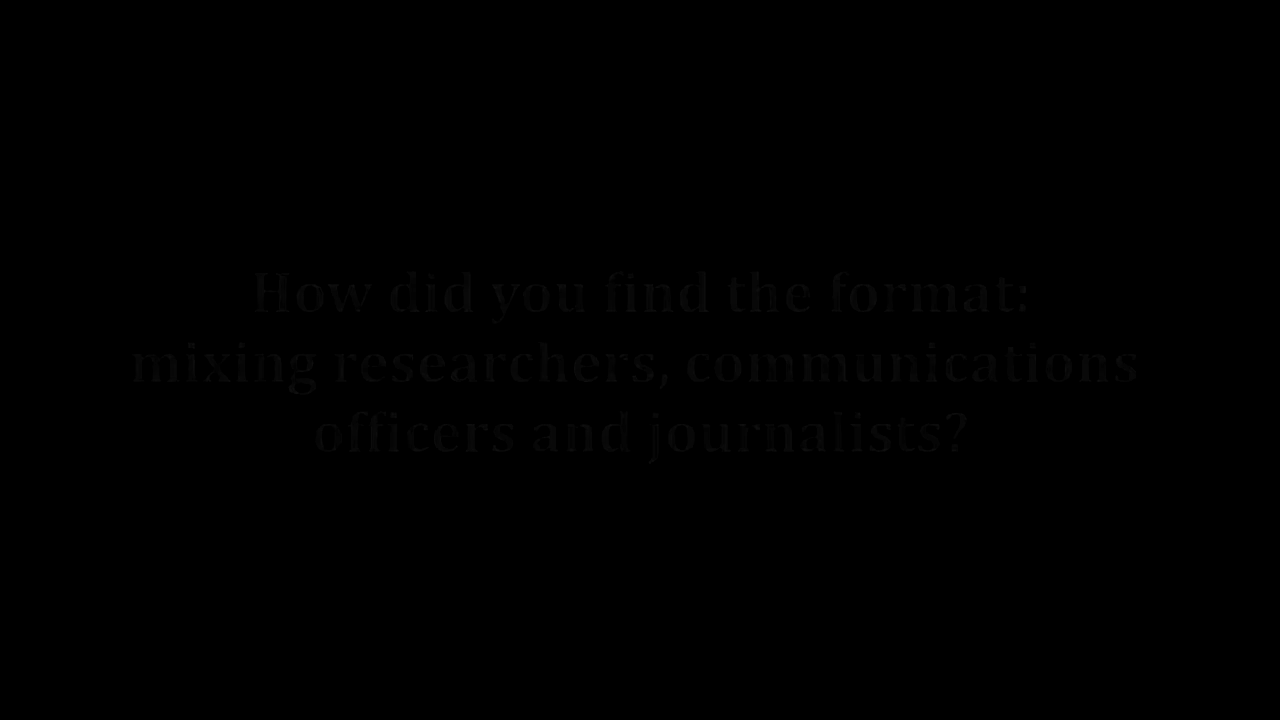 How did you find the format:
mixing researchers, communications
officers and journalists?